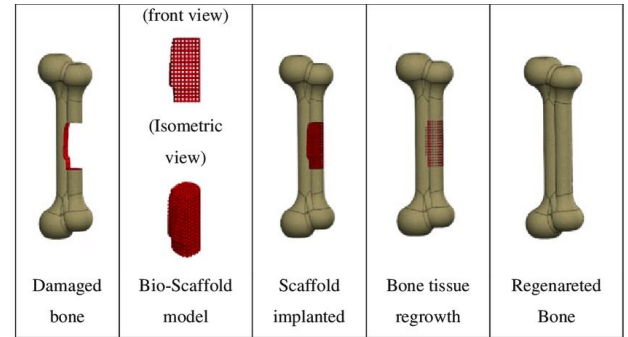 (front view)
(Isometric
view)
Damaged
bone
Bio-Scaffold
model
Scaffold
implanted
Bone tissue
regrowth
Regenareted
Bone